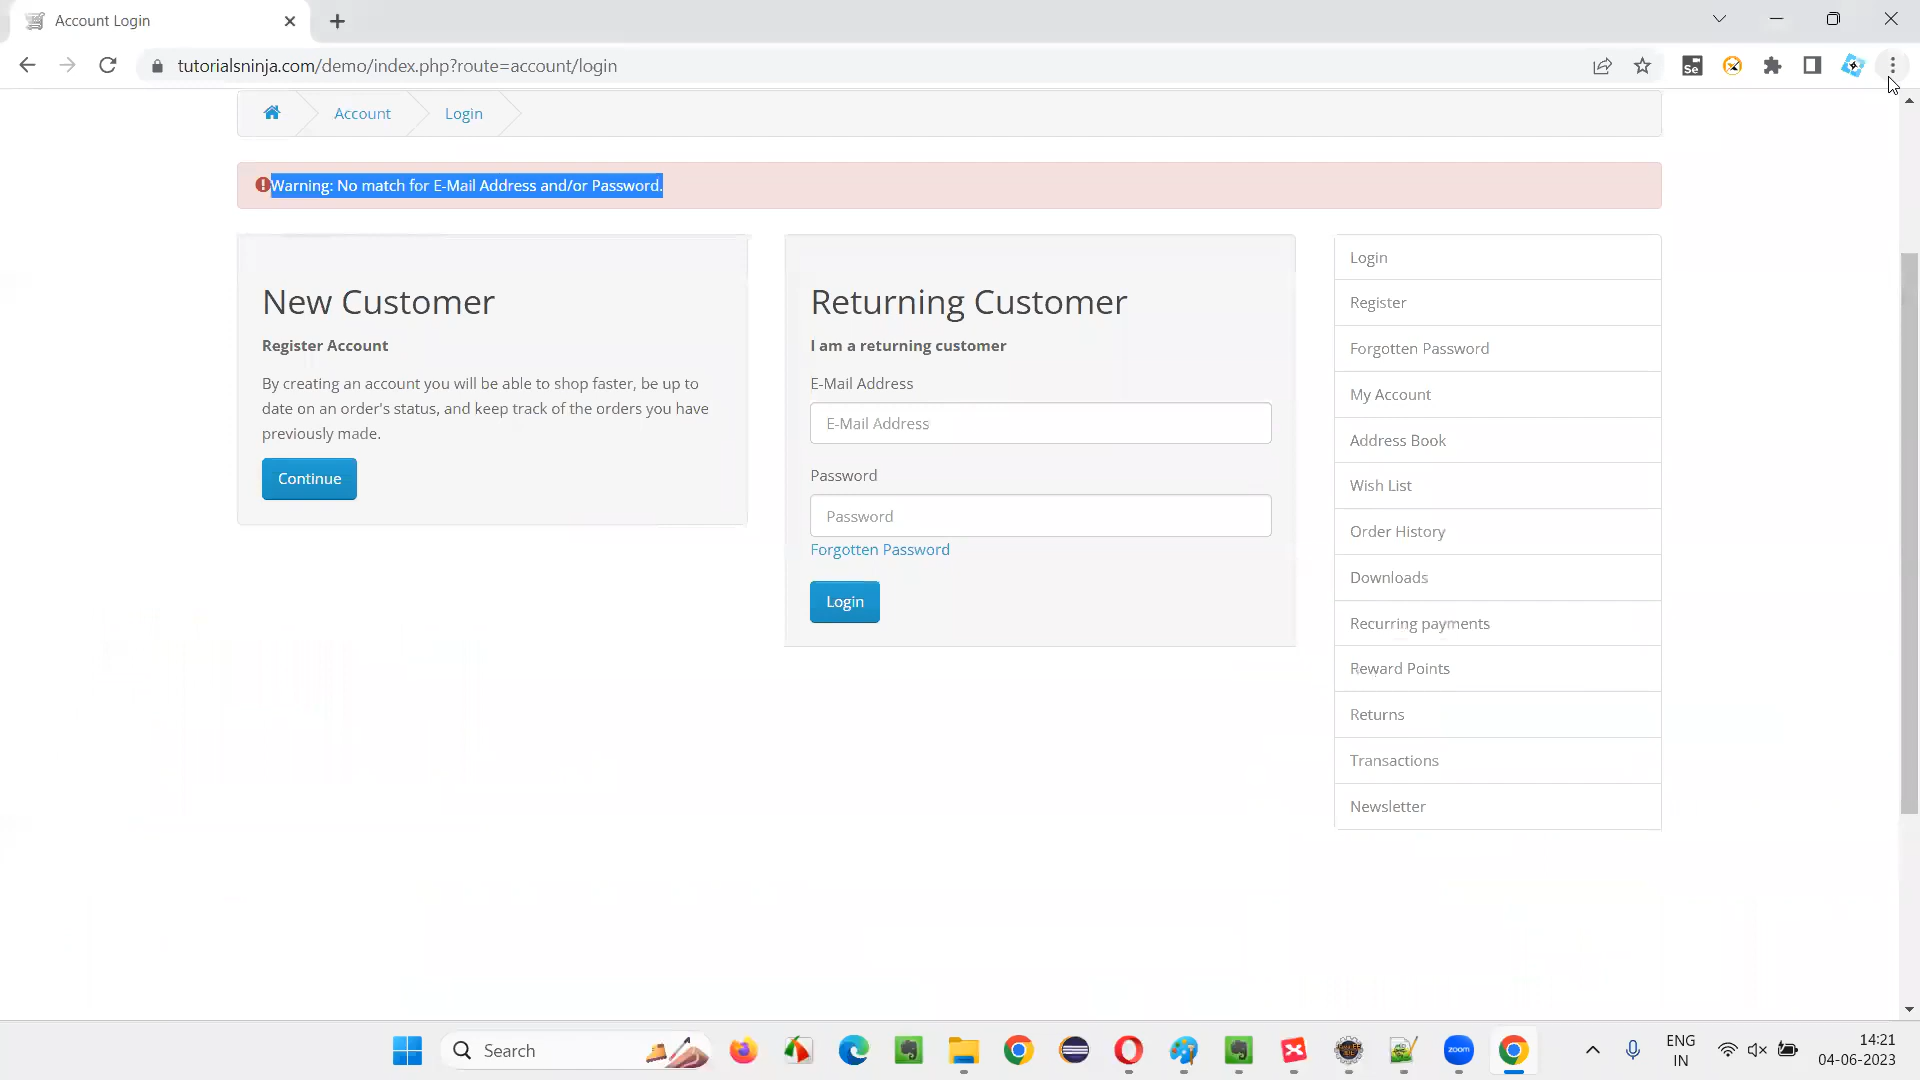 Account Login
tutorialsninja.com/demo/index.php?route=account/login
Se
Account
Login
Warning: No match for E-Mail Address and/or Password.
New Customer
Register Account
By creating an account you will be able to shop faster, be up to
date on an order's status, and keep track of the orders you have
previously made.
Continue
Returning Customer
I am a returning customer
E-Mail Address
E-Mail Address
Password
Password
Forgotten Password
Login
Login
Register
Forgotten Password
My Account
Address Book
Wish List
Order History
Downloads
Recurring payments
Reward Points
Returns
Transactions
Newsletter
Search
zoom
ENG
IN
14:21
04-06-2023